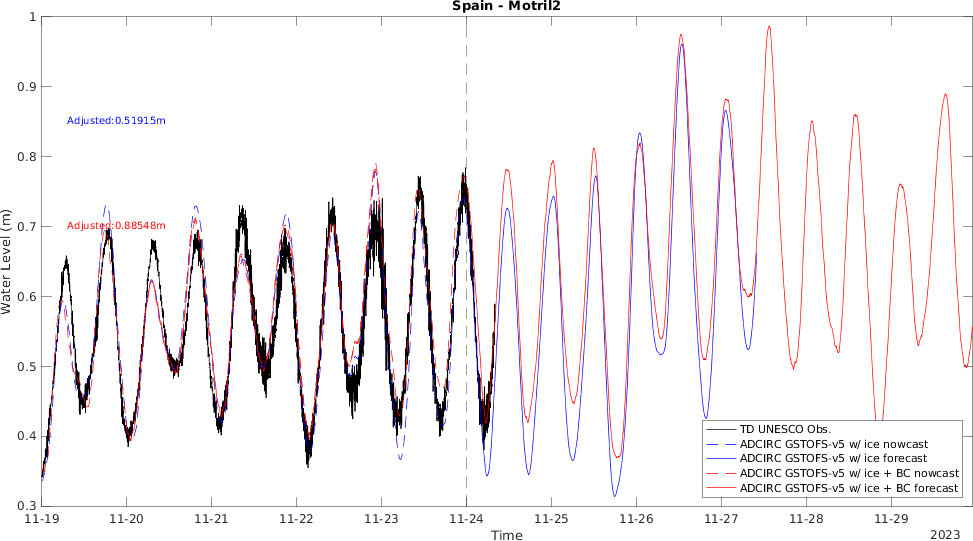 Spain - Motril2
Water Level (m)
1
0.9
0.8
0.7
0.6
0.5
0.4
0.3
Adjusted:0.51915m
Adjusted:0.88548m
TD UNESCO Obs.
ADCIRC GSTOFS-v5 w/ ice nowcast
ADCIRC GSTOFS-v5 w/ ice forecast
ADCIRC GSTOFS-v5 w/ ice + BC nowcast
ADCIRC GSTOFS-v5 w/ ice + BC forecast
11-19 11-20 11-21 11-22 11-23 11-24 11-25 11-26 11-27 11-28 11-29
Time
2023